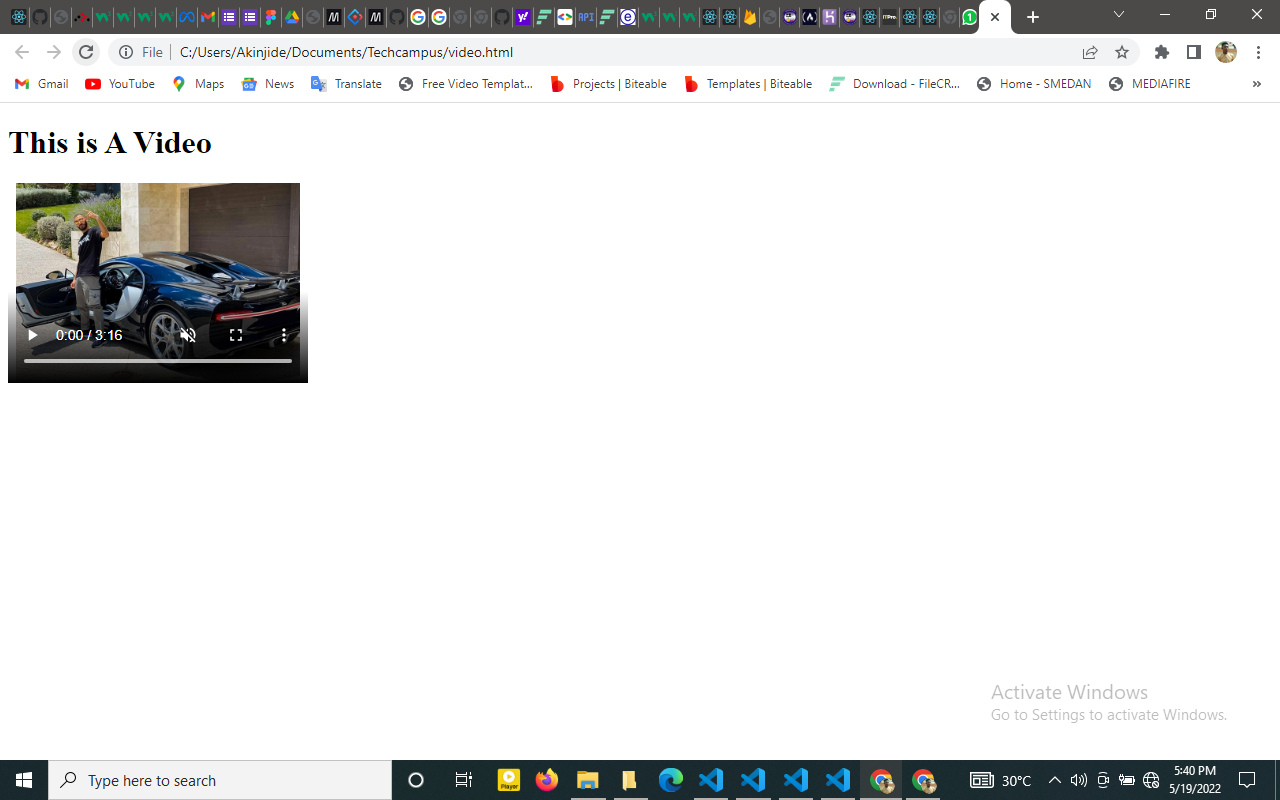 File
C:/Users/Akinjide/Documents/Techcampus/video.html
Gmail
YouTube
Maps
News
Translate
Free Video Templat...
Projects | Biteable
Templates | Biteable
Download - FileCR...
Home - SMEDAN
MEDIAFIRE
»
This is A Video
0:00 / 3:16
Activate Windows
Go to Settings to activate Windows.
Type here to search
Player
30°C
5:40 PM
5/19/2022